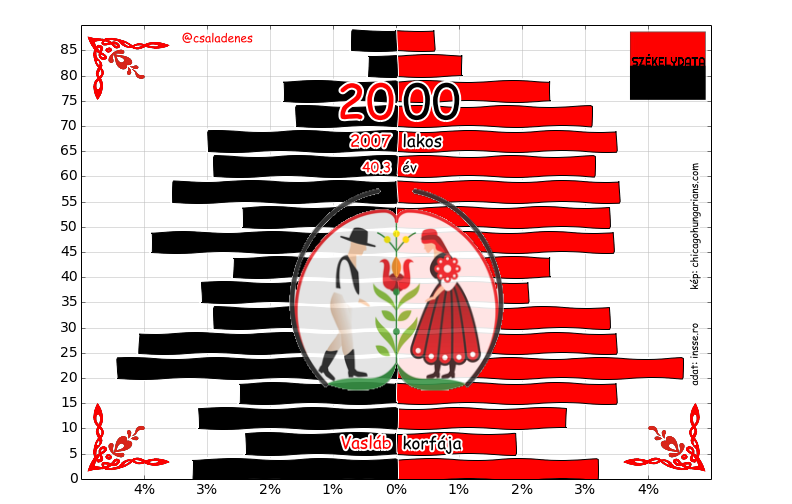 @csaladenes
SZÉKELYDATA
2000
2007 lakos
40.3 év
kép: chicagohungarians.com
adat: insse.ro
Vasláb korfája
85
80
75
70
65
60
55
50
45
40
35
30
25
20
15
10
5
0
4% 3% 2% 1% 0% 1% 2% 3% 4%